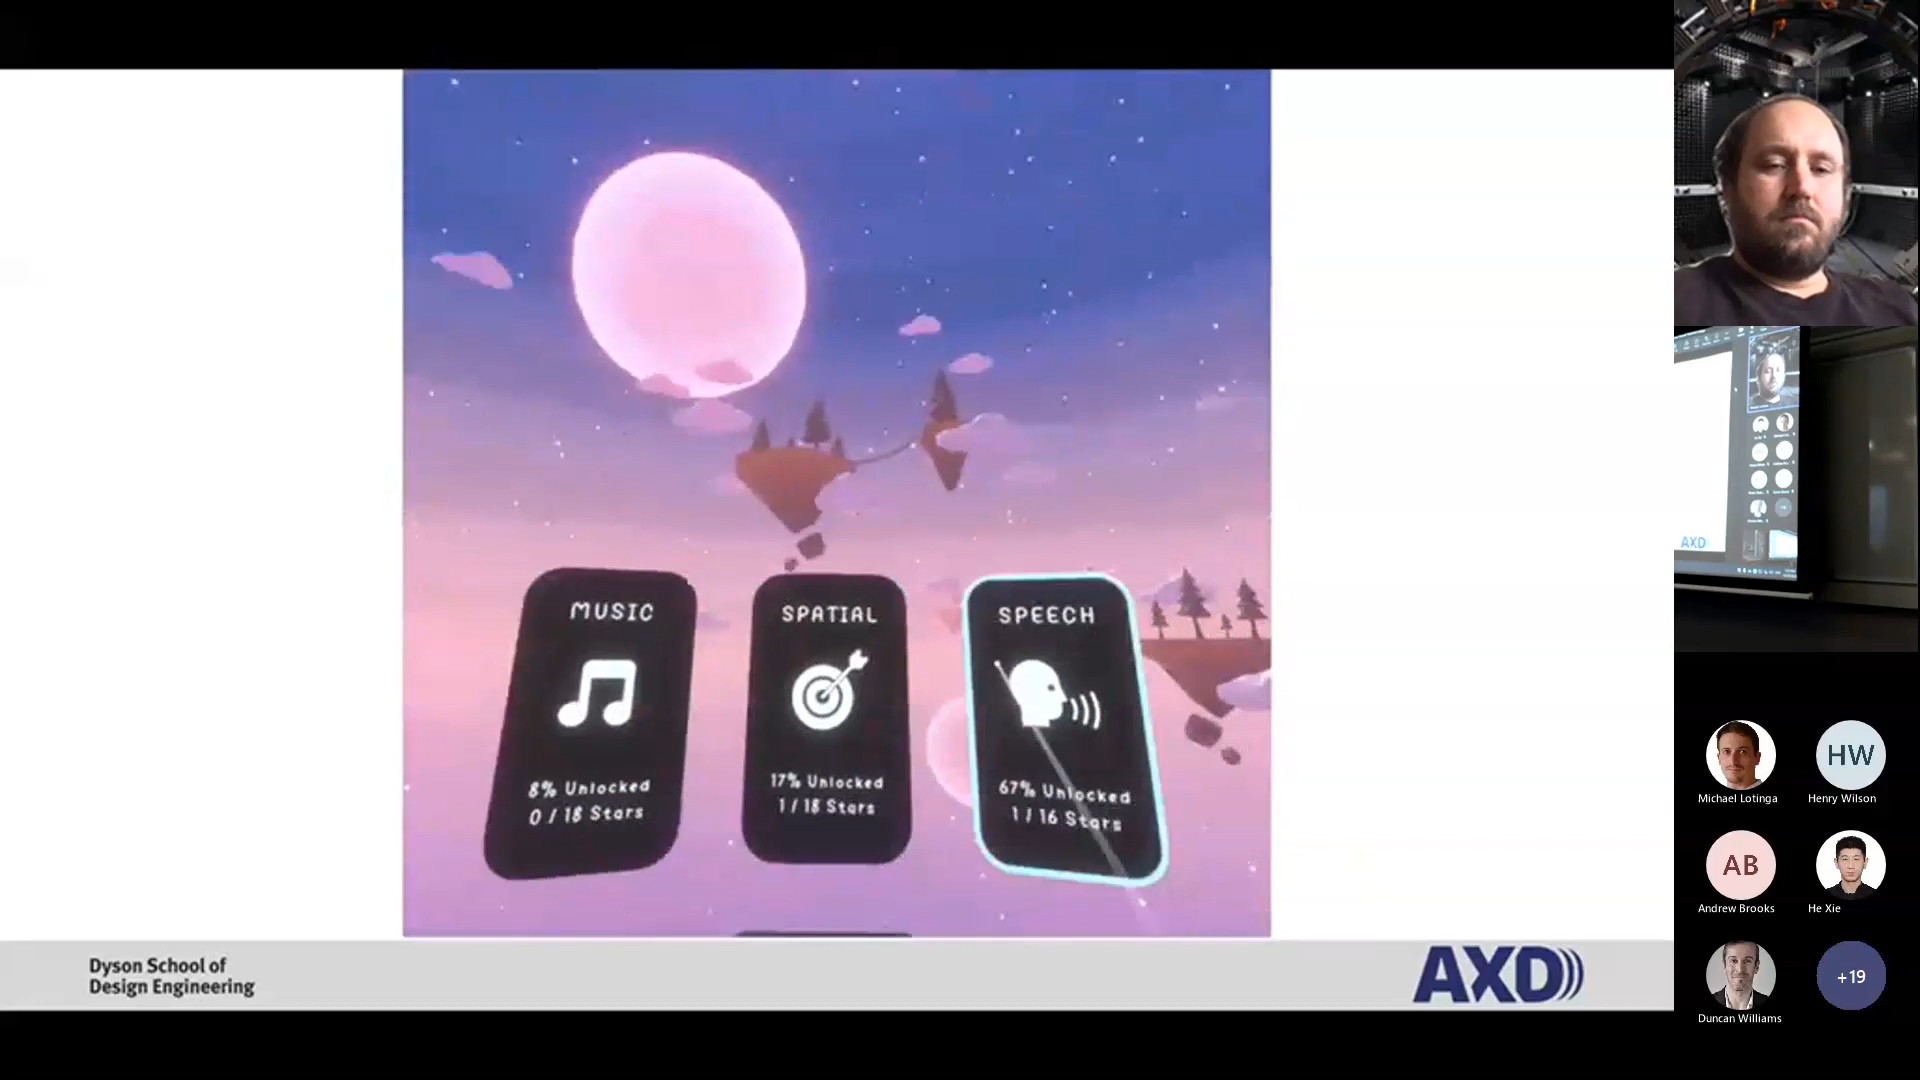 MUSIC
8% Unlocked
0 / 18 Stars
SPATIAL
17% Unlocked
1 / 18 Stars
SPEECH
67% Unlocked
1 / 16 Stars
Dyson School of
Design Engineering
AXD
AXD
Michael Lotinga
HW
Henry Wilson
AB
Andrew Brooks
He Xie
Duncan Williams
+19